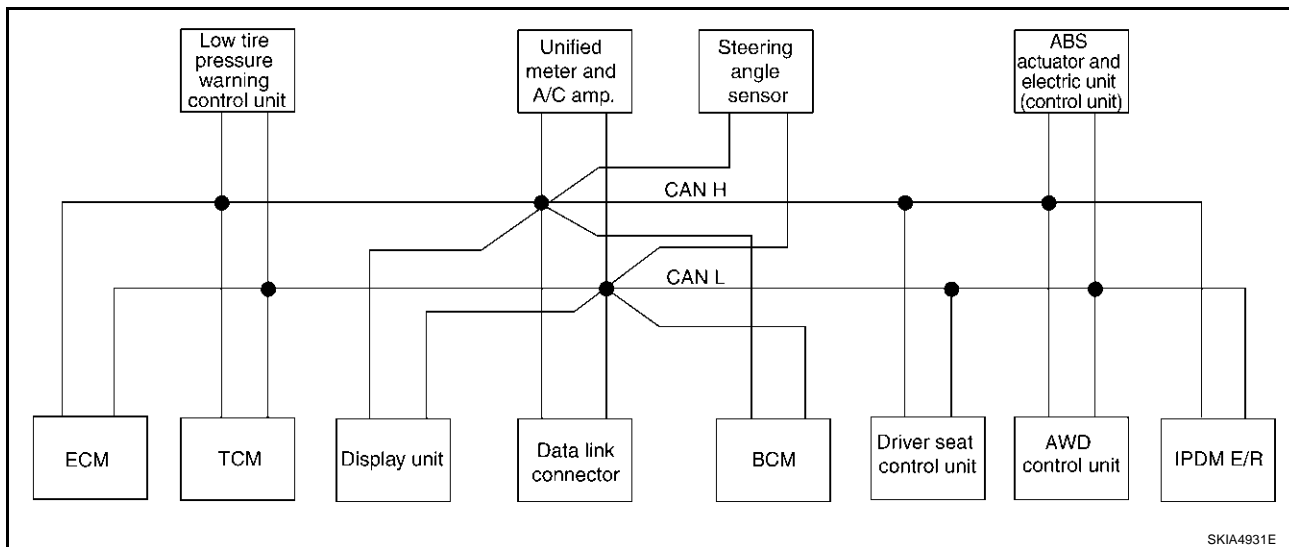 Low tire
pressure
warning
control unit
Unified
meter and
A/C amp.
Steering
angle
sensor
ABS
actuator and
electric unit
(control unit)
CAN H
CAN L
ECM
TCM
Display unit
Data link
connector
BCM
Driver seat
control unit
AWD
control unit
IPDM E/R
SKIA4931E